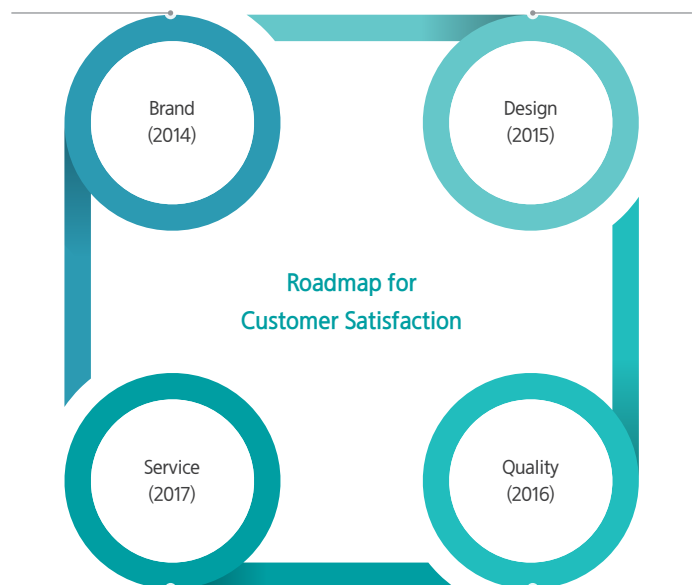 Brand
(2014)
Design
(2015)
Roadmap for
Customer Satisfaction
Service
(2017)
Quality
(2016)